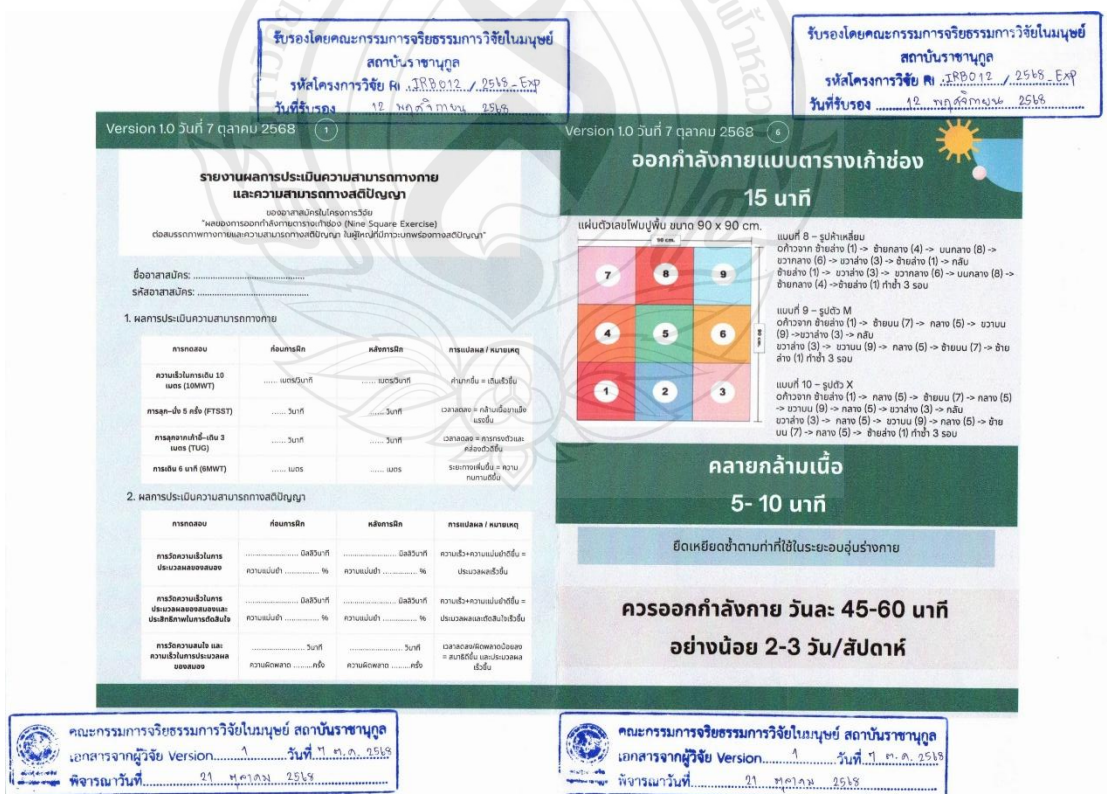 รับรองโดยคณะกรรมการจริยธรรมการวิจัยในมนุษย์
สถาบันราชานุกูล
รหัสโครงการวิจัย RI .IRB012 / 2568-Exp
วันที่รับรอง 12 พฤศจิกายน 2568
Version 1.0 วันที่ 7 ตุลาคม 2568 1
รายงานผลการประเมินความสามารถทางกาย
และความสามารถทางสติปัญญา
ของอาสาสมัครในโครงการวิจัย
"ผลของการออกกำลังกายตารางเก้าช่อง (Nine Square Exercise)
ต่อสมรรถภาพทางกายและความสามารถทางสติปัญญา ในผู้ใหญ่ที่มีภาวะบกพร่องทางสติปัญญา"
ชื่ออาสาสมัคร: ..........................................
รหัสอาสาสมัคร: ..........................................
1. ผลการประเมินความสามารถทางกาย
การทดสอบ ก่อนการฝึก หลังการฝึก การแปลผล / หมายเหตุ
ความเร็วในการเดิน 10 เมตร (10MWT) ...... เมตร/วินาที ...... เมตร/วินาที ค่ามากขึ้น = เดินเร็วขึ้น
การลุก-นั่ง 5 ครั้ง (FTSST) ...... วินาที ...... วินาที เวลาลดลง = กล้ามเนื้อขาแข็งแรงขึ้น
การลุกจากเก้าอี้-เดิน 3 เมตร (TUG) ...... วินาที ...... วินาที เวลาลดลง = การทรงตัวและคล่องตัวดีขึ้น
การเดิน 6 นาที (6MWT) ...... เมตร ...... เมตร ระยะทางเพิ่มขึ้น = ความทนทานดีขึ้น
2. ผลการประเมินความสามารถทางสติปัญญา
การทดสอบ ก่อนการฝึก หลังการฝึก การแปลผล / หมายเหตุ
การวัดความเร็วในการประมวลผลของสมอง ........................ มิลลิวินาที ........................ มิลลิวินาที ความเร็ว+ความแม่นยำดีขึ้น =
ความแม่นยำ ............... % ความแม่นยำ ............... % ประมวลผลเร็วขึ้น
การวัดความเร็วในการประมวลผลของสมองและประสิทธิภาพในการตัดสินใจ ........................ มิลลิวินาที ........................ มิลลิวินาที ความเร็ว+ความแม่นยำดีขึ้น =
ความแม่นยำ ............... % ความแม่นยำ ............... % ประมวลผลและตัดสินใจเร็วขึ้น
การวัดความสนใจ และความเร็วในการประมวลผลของสมอง ........................ วินาที ........................ วินาที เวลาลดลง/ผิดพลาดน้อยลง = สมาธิดีขึ้น และประมวลผลเร็วขึ้น
ความผิดพลาด .........ครั้ง ความผิดพลาด .........ครั้ง
คณะกรรมการจริยธรรมการวิจัยในมนุษย์ สถาบันราชานุกูล
เอกสารจากผู้วิจัย Version 1 วันที่ 7 ต.ค. 2568
พิจารณาวันที่ 21 ตุลาคม 2568
รับรองโดยคณะกรรมการจริยธรรมการวิจัยในมนุษย์
สถาบันราชานุกูล
รหัสโครงการวิจัย RI .IRB012 / 2568-Exp
วันที่รับรอง 12 พฤศจิกายน 2568
Version 1.0 วันที่ 7 ตุลาคม 2568 6
ออกกำลังกายแบบตารางเก้าช่อง
15 นาที
แผ่นตัวเลขโฟมปูพื้น ขนาด 90 x 90 cm.
90 cm.
7 8 9
4 5 6
1 2 3
90 cm.
แบบที่ 8 – รูปห้าเหลี่ยม
ก้าวจาก ซ้ายล่าง (1) -> ซ้ายกลาง (4) -> บนกลาง (8) ->
ขวากลาง (6) -> ขวาล่าง (3) -> ซ้ายล่าง (1) -> กลับ
ซ้ายล่าง (1) -> ขวาล่าง (3) -> ขวากลาง (6) -> บนกลาง (8) ->
ซ้ายกลาง (4) ->ซ้ายล่าง (1) ทำซ้ำ 3 รอบ
แบบที่ 9 – รูปตัว M
ก้าวจาก ซ้ายล่าง (1) -> ซ้ายบน (7) -> กลาง (5) -> ขวาบน
(9) ->ขวาล่าง (3) -> กลับ
ขวาล่าง (3) -> ขวาบน (9) -> กลาง (5) -> ซ้ายบน (7) -> ซ้าย
ล่าง (1) ทำซ้ำ 3 รอบ
แบบที่ 10 – รูปตัว X
ก้าวจาก ซ้ายล่าง (1) -> กลาง (5) -> ซ้ายบน (7) -> กลาง (5)
-> ขวาบน (9) -> กลาง (5) -> ขวาล่าง (3) -> กลับ
ขวาล่าง (3) -> กลาง (5) -> ขวาบน (9) -> กลาง (5) -> ซ้าย
บน (7) -> กลาง (5) -> ซ้ายล่าง (1) ทำซ้ำ 3 รอบ
คลายกล้ามเนื้อ
5- 10 นาที
ยืดเหยียดซ้ำตามท่าที่ใช้ในระยะอบอุ่นร่างกาย
ควรออกกำลังกาย วันละ 45-60 นาที
อย่างน้อย 2-3 วัน/สัปดาห์
คณะกรรมการจริยธรรมการวิจัยในมนุษย์ สถาบันราชานุกูล
เอกสารจากผู้วิจัย Version 1 วันที่ 7 ต.ค. 2568
พิจารณาวันที่ 21 ตุลาคม 2568